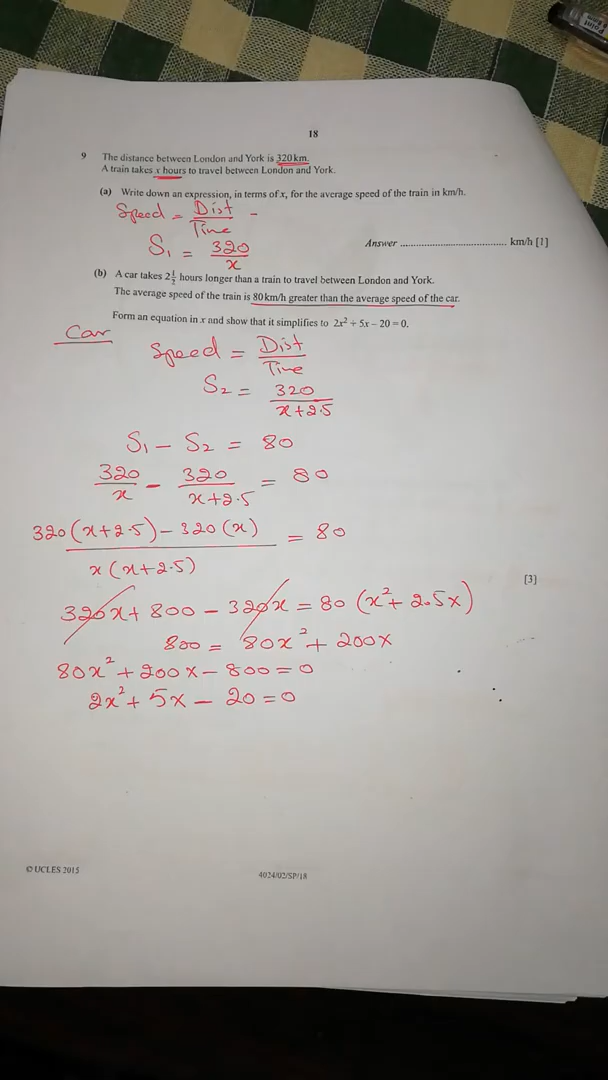 18
9 The distance between London and York is 320 km.
A train takes x hours to travel between London and York.
(a) Write down an expression, in terms of x, for the average speed of the train in km/h.
Speed = Dist / Time =
S₁ = 320 / x
Answer .................................... km/h [1]
(b) A car takes 2½ hours longer than a train to travel between London and York.
The average speed of the train is 80 km/h greater than the average speed of the car.
Form an equation in x and show that it simplifies to 2x² + 5x − 20 = 0.
Car
Speed = Dist / Time
S₂ = 320 / x+2.5
S₁ − S₂ = 80
320 / x − 320 / x+2.5 = 80
320(x+2.5) − 320(x) / x(x+2.5) = 80
[3]
320x + 800 − 320x = 80 (x² + 2.5x)
800 = 80x² + 200x
80x² + 200x − 800 = 0
2x² + 5x − 20 = 0
© UCLES 2015
4024/02/SP/18